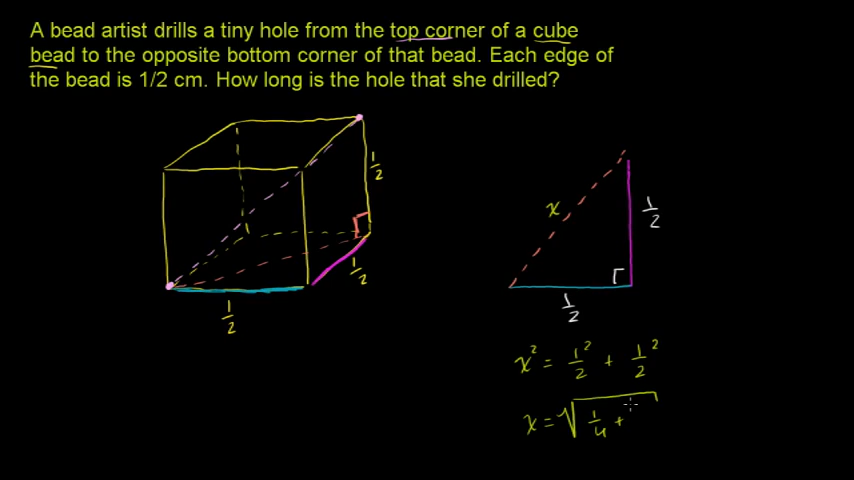 A bead artist drills a tiny hole from the top corner of a cube
bead to the opposite bottom corner of that bead. Each edge of
the bead is 1/2 cm. How long is the hole that she drilled?
1/2
1/2
1/2
x
1/2
1/2
x² = 1/2² + 1/2²
x = √1/4 +